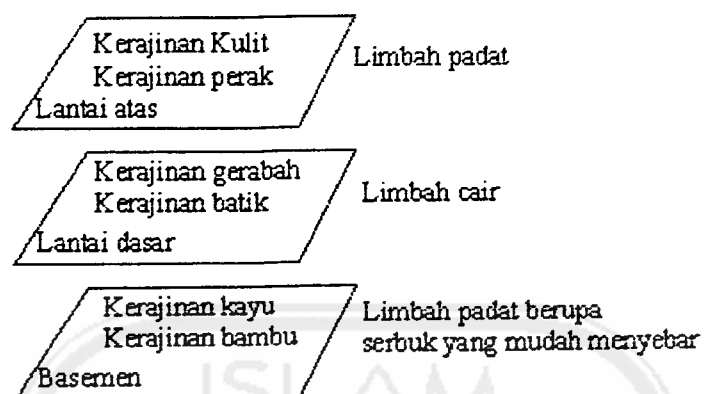 Kerajinan Kulit
Kerajinan perak
Lantai atas
Limbah padat
Kerajinan gerabah
Kerajinan batik
Lantai dasar
Limbah cair
Kerajinan kayu
Kerajinan bambu
Basemen
Limbah padat berupa
serbuk yang mudah menyebar
ISLAM